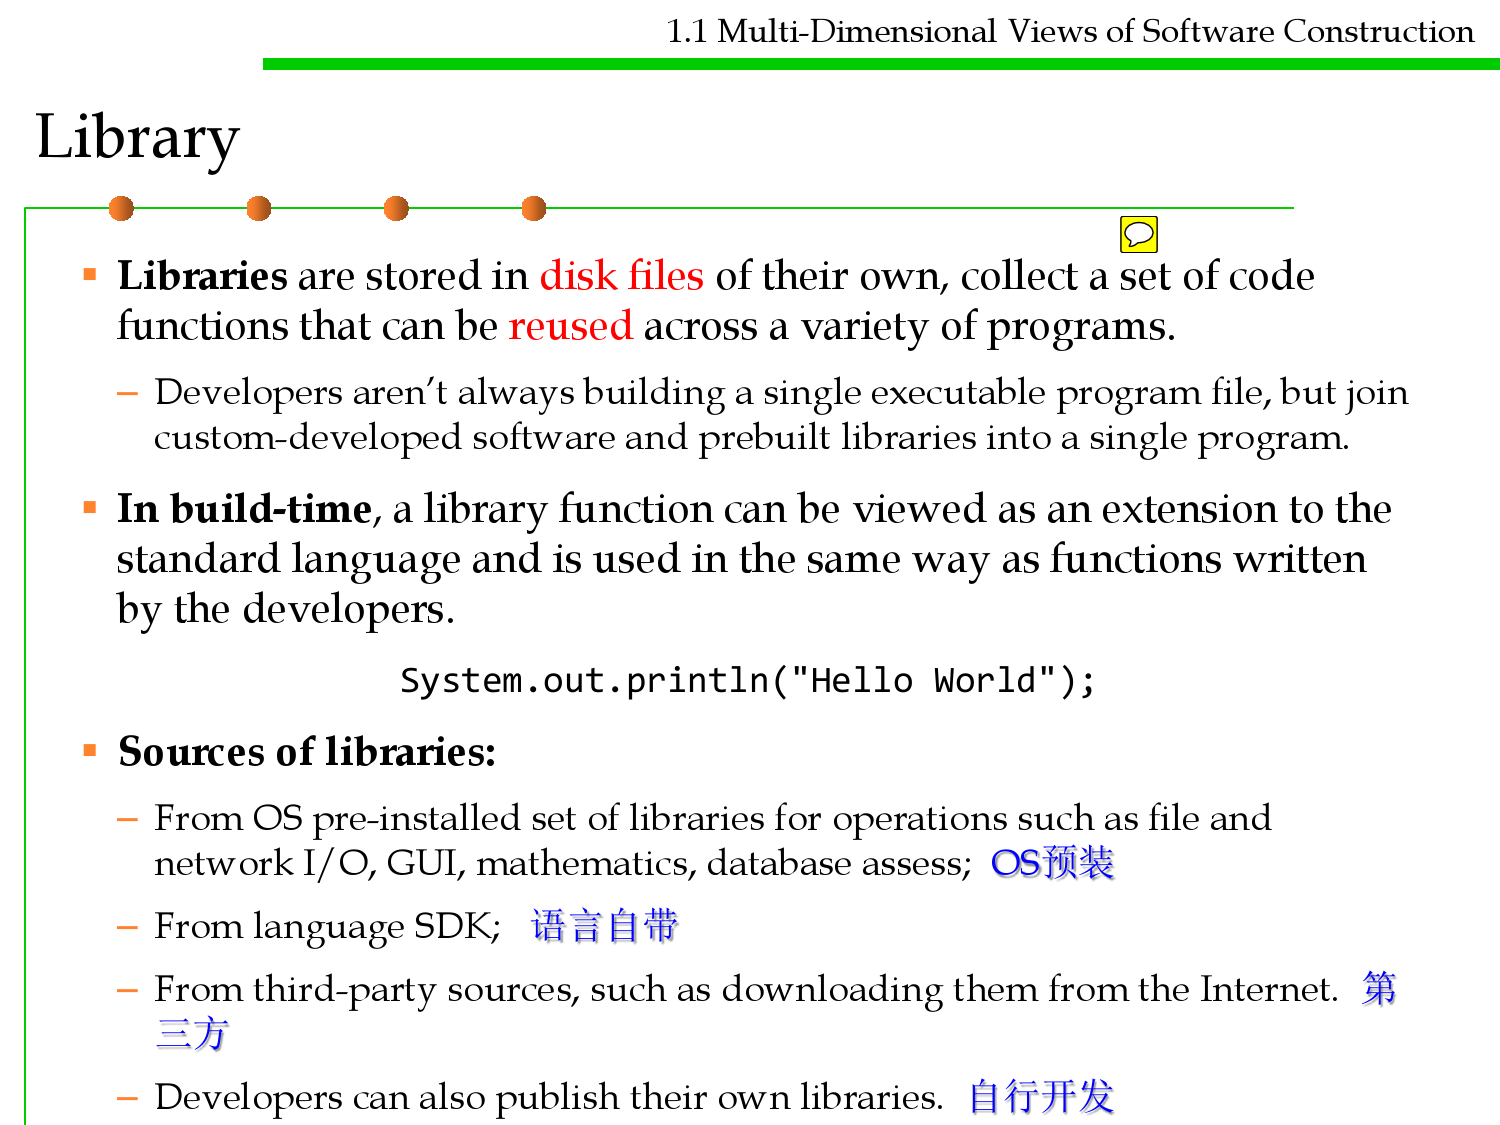 1.1 Multi-Dimensional Views of Software Construction
Library
Libraries are stored in disk files of their own, collect a set of code
functions that can be reused across a variety of programs.
– Developers aren’t always building a single executable program file, but join
custom-developed software and prebuilt libraries into a single program.
In build-time, a library function can be viewed as an extension to the
standard language and is used in the same way as functions written
by the developers.
System.out.println("Hello World");
Sources of libraries:
– From OS pre-installed set of libraries for operations such as file and
network I/O, GUI, mathematics, database assess; OS预装
– From language SDK; 语言自带
– From third-party sources, such as downloading them from the Internet. 第
三方
– Developers can also publish their own libraries. 自行开发